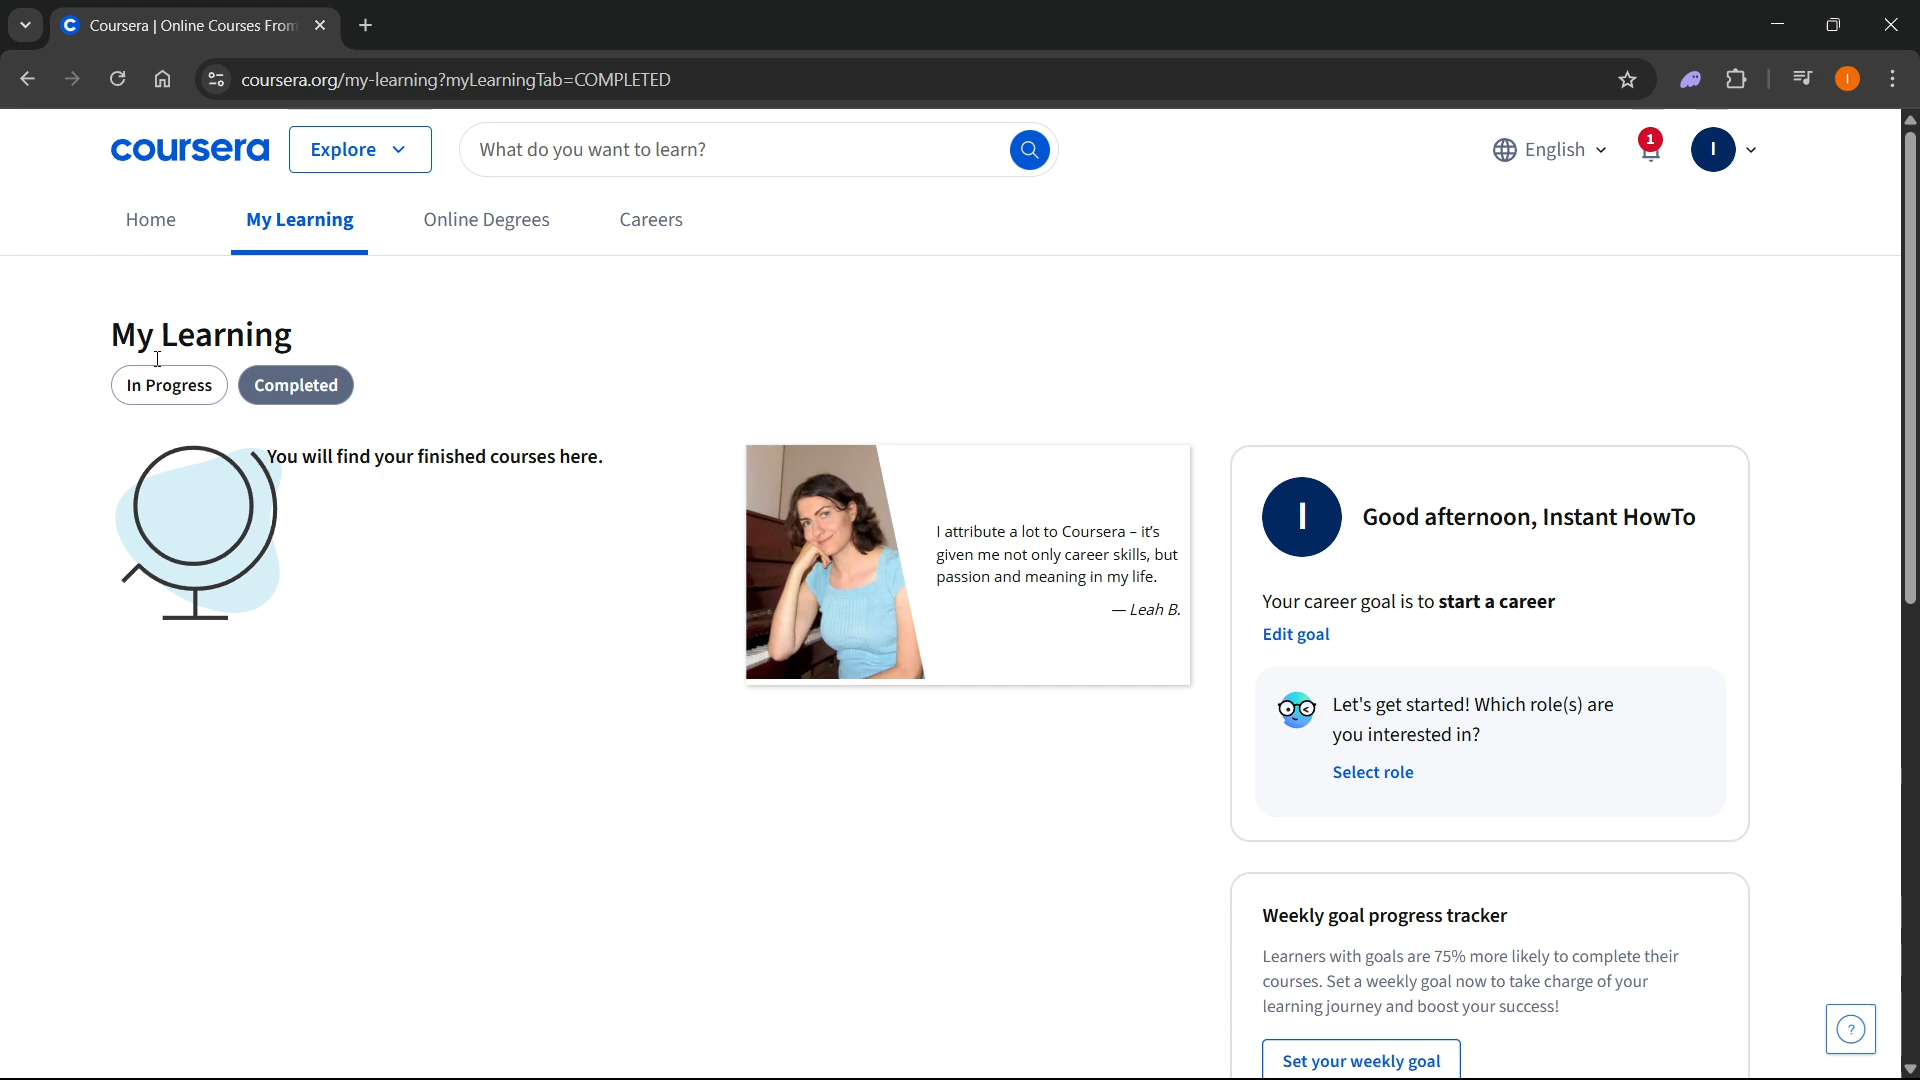 Coursera | Online Courses From
coursera.org/my-learning?myLearningTab=COMPLETED
I
coursera
Explore
What do you want to learn?
English
1
I
Home
My Learning
Online Degrees
Careers
My Learning
In Progress
Completed
You will find your finished courses here.
I attribute a lot to Coursera – it's
given me not only career skills, but
passion and meaning in my life.
— Leah B.
I
Good afternoon, Instant HowTo
Your career goal is to start a career
Edit goal
Let's get started! Which role(s) are
you interested in?
Select role
Weekly goal progress tracker
Learners with goals are 75% more likely to complete their
courses. Set a weekly goal now to take charge of your
learning journey and boost your success!
Set your weekly goal
?